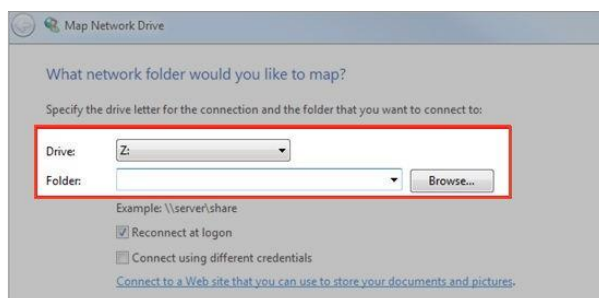 Map Network Drive
What network folder would you like to map?
Specify the drive letter for the connection and the folder that you want to connect to:
Drive: Z:
Folder: Browse...
Example: \\server\share
Reconnect at logon
Connect using different credentials
Connect to a Web site that you can use to store your documents and pictures.